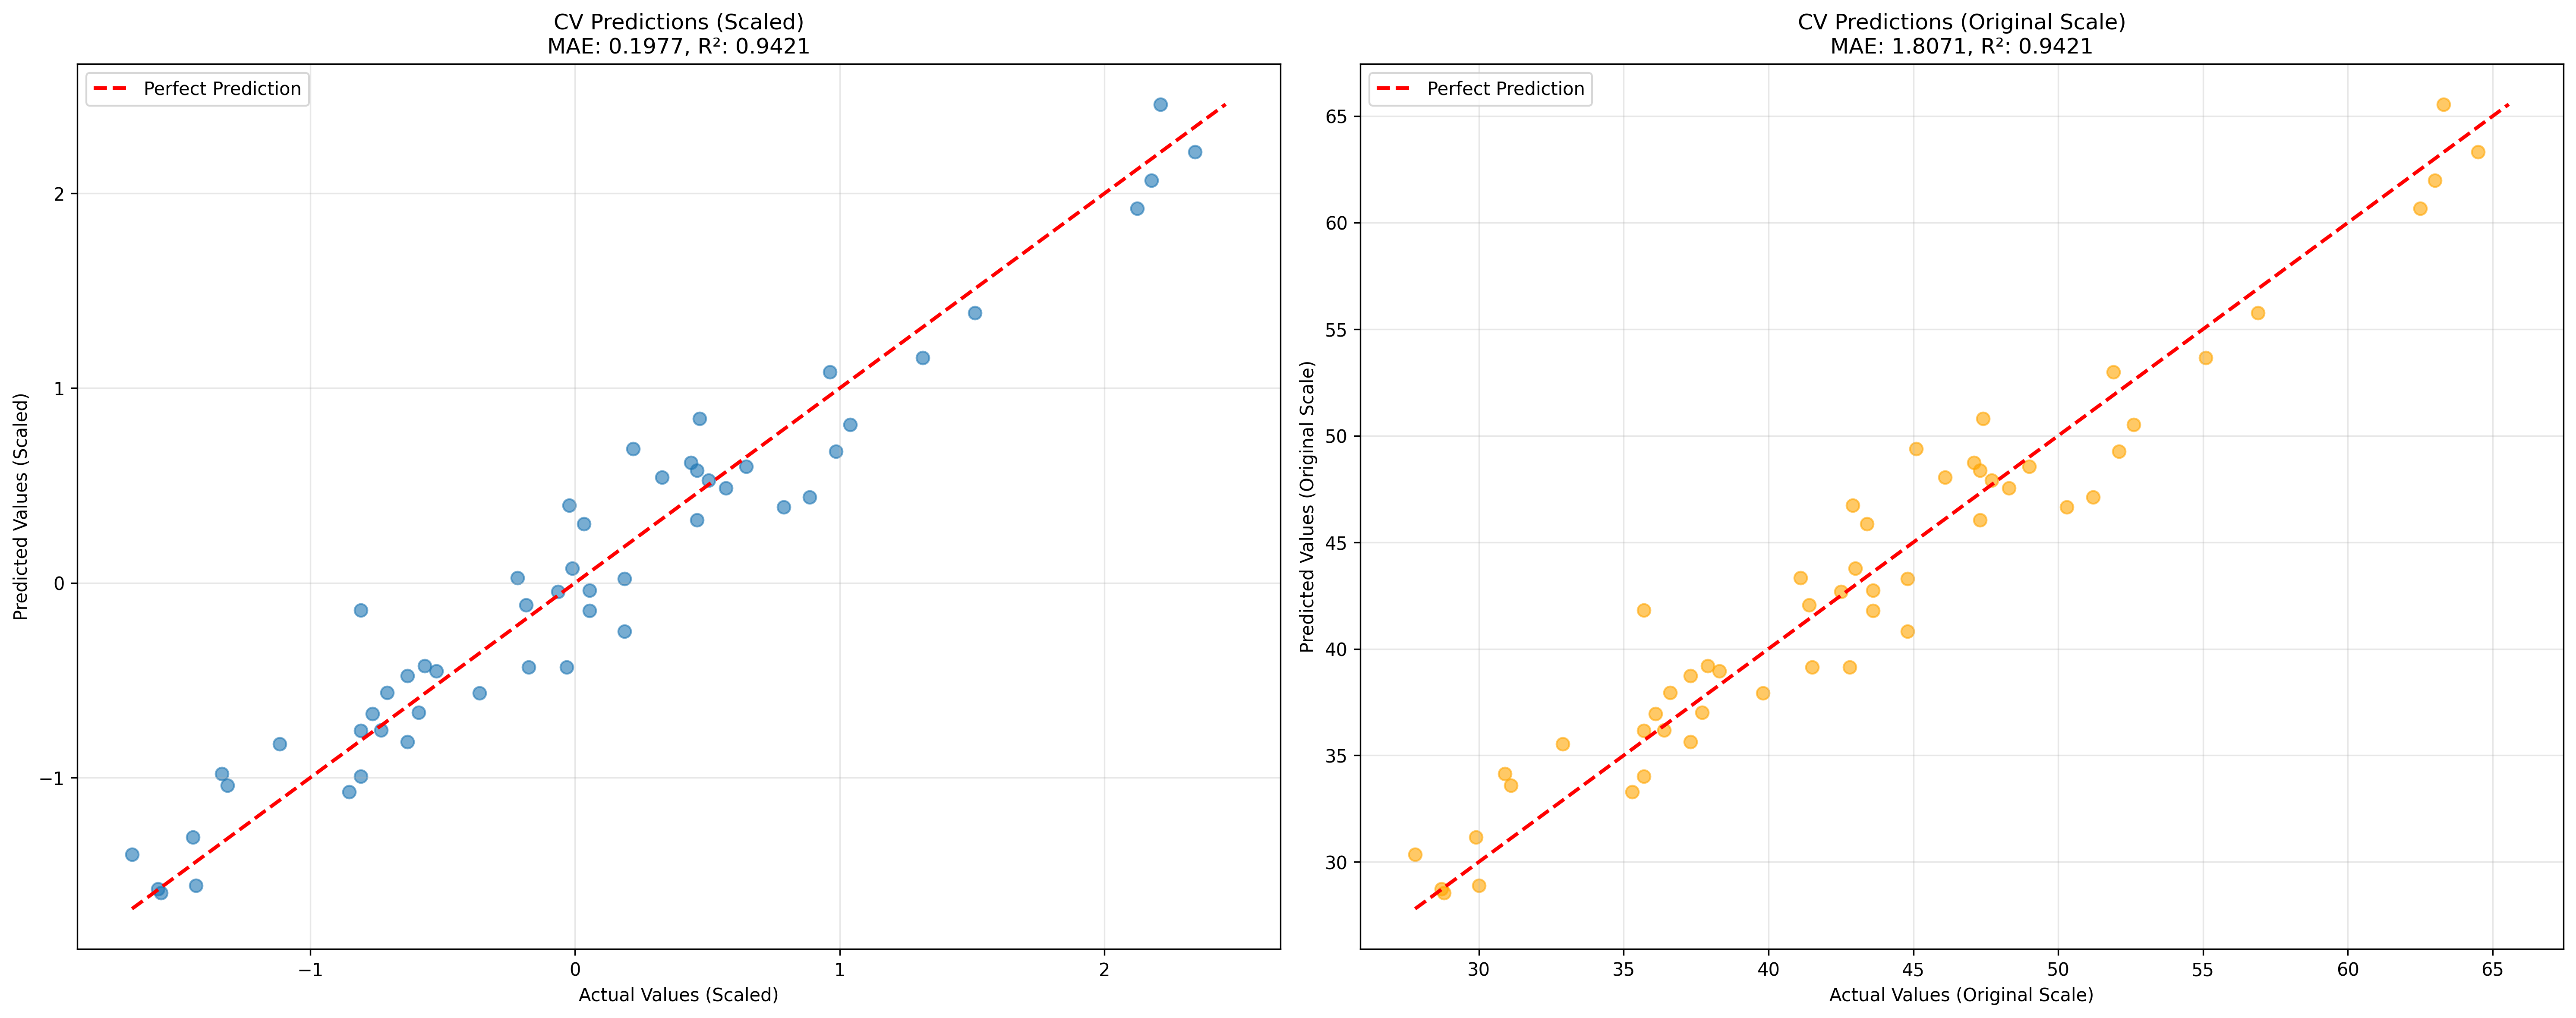 CV Predictions (Scaled)
MAE: 0.1977, R²: 0.9421
Perfect Prediction
Predicted Values (Scaled)
2
1
0
−1
−1
0
1
2
Actual Values (Scaled)
CV Predictions (Original Scale)
MAE: 1.8071, R²: 0.9421
Perfect Prediction
Predicted Values (Original Scale)
65
60
55
50
45
40
35
30
30
35
40
45
50
55
60
65
Actual Values (Original Scale)